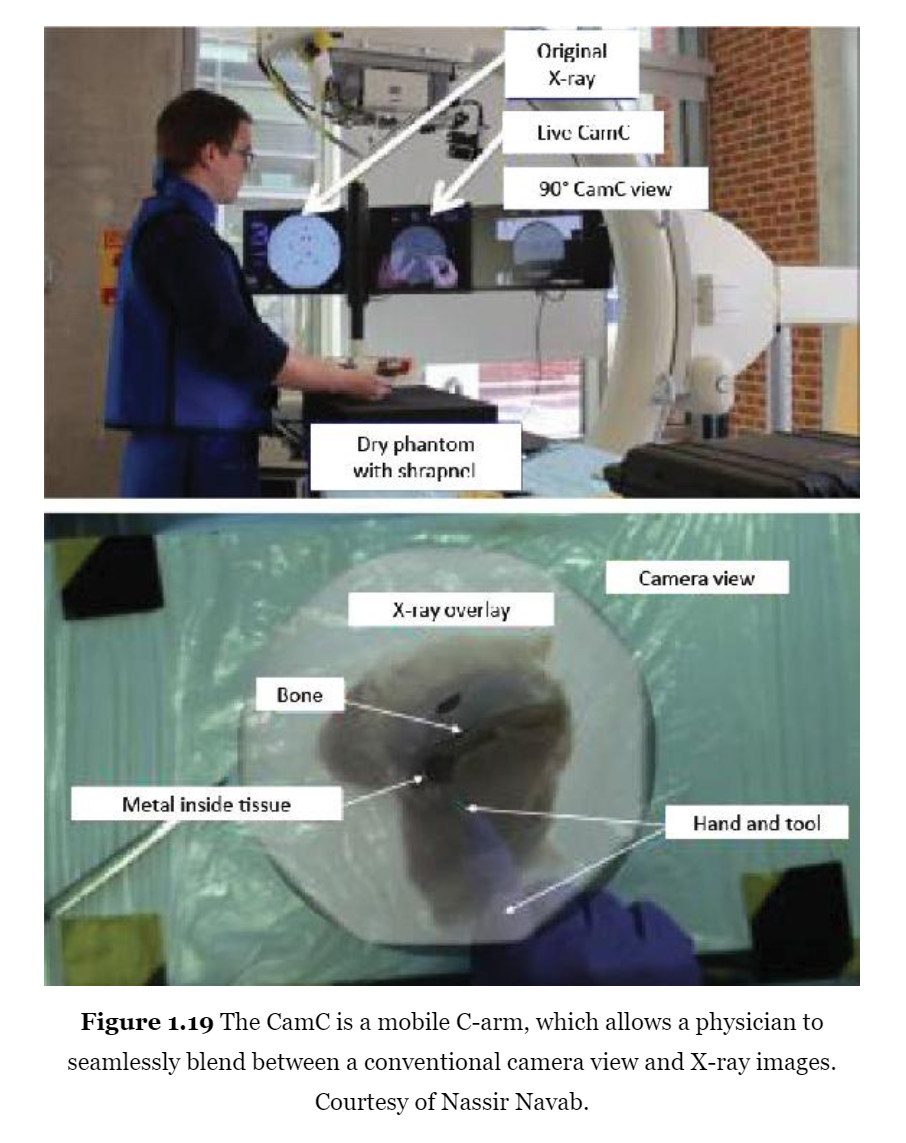 Original
X-ray
Live CamC
90° CamC view
Dry phantom
with shrapnel
Camera view
X-ray overlay
Bone
Metal inside tissue
Hand and tool
Figure 1.19 The CamC is a mobile C-arm, which allows a physician to
seamlessly blend between a conventional camera view and X-ray images.
Courtesy of Nassir Navab.